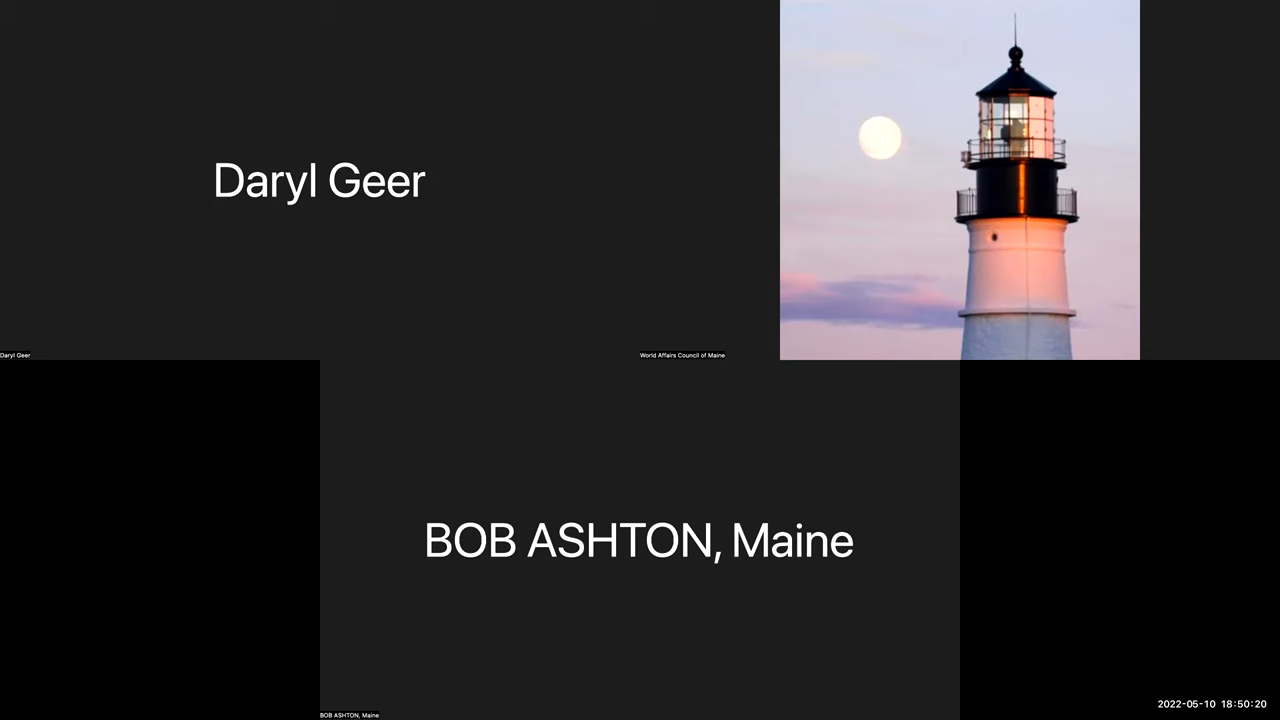 Daryl Geer
Daryl Geer
World Affairs Council of Maine
BOB ASHTON, Maine
BOB ASHTON, Maine
2022-05-10 18:50:20